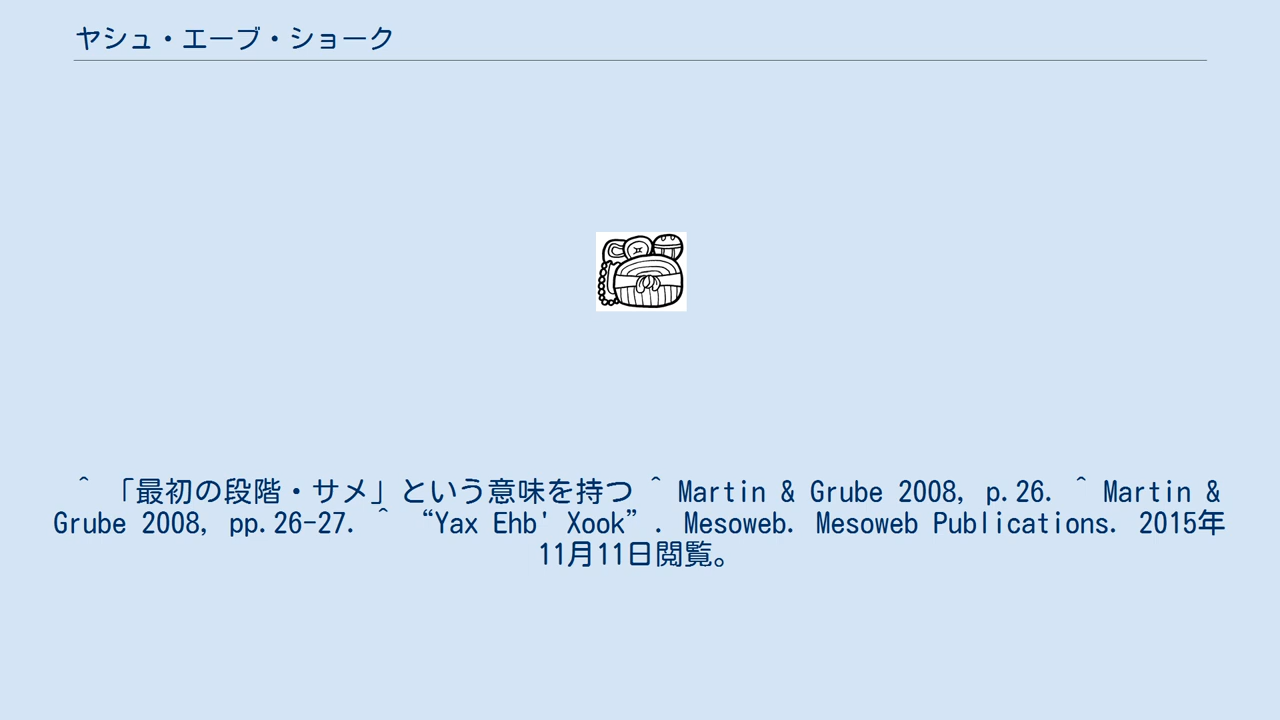 ヤシュ・エーブ・ショーク
^ 「最初の段階・サメ」という意味を持つ ^ Martin & Grube 2008, p.26. ^ Martin &
Grube 2008, pp.26-27. ^ “Yax Ehb' Xook”. Mesoweb. Mesoweb Publications. 2015年
11月11日閲覧。